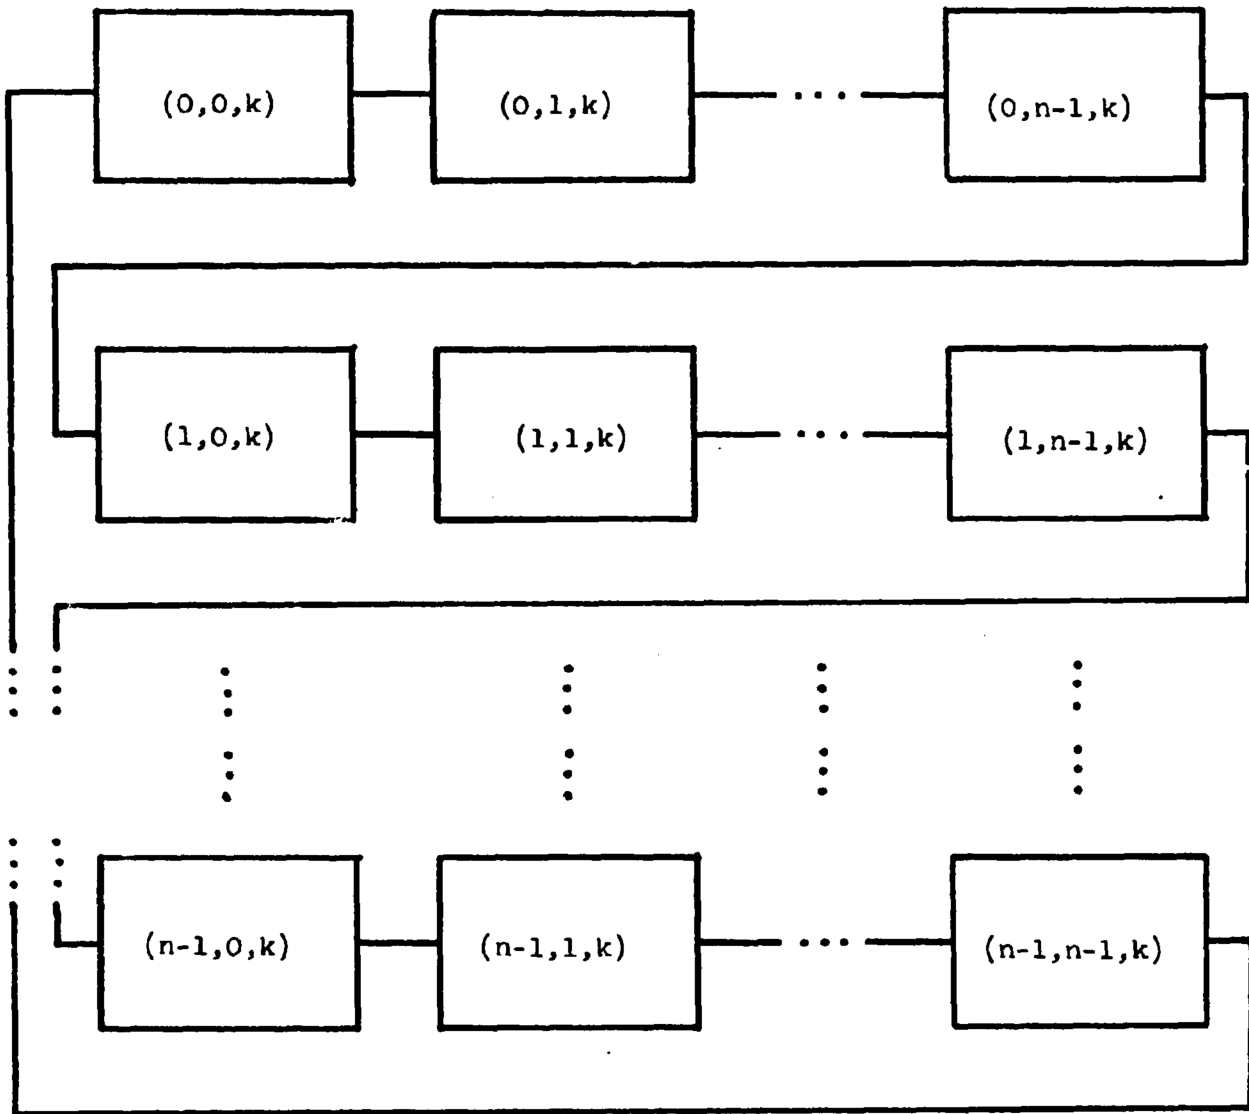 (0,0,k) (0,1,k) ... (0,n-1,k)
(1,0,k) (1,1,k) ... (1,n-1,k)
(n-1,0,k) (n-1,1,k) ... (n-1,n-1,k)